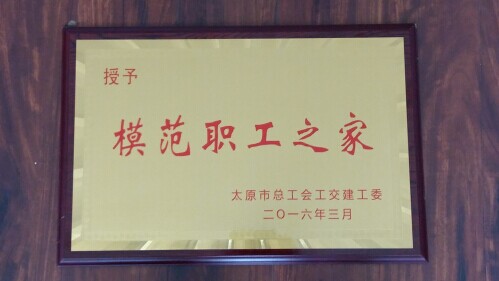 授予
模范职工之家
太原市总工会工交建工委
二〇一六年三月